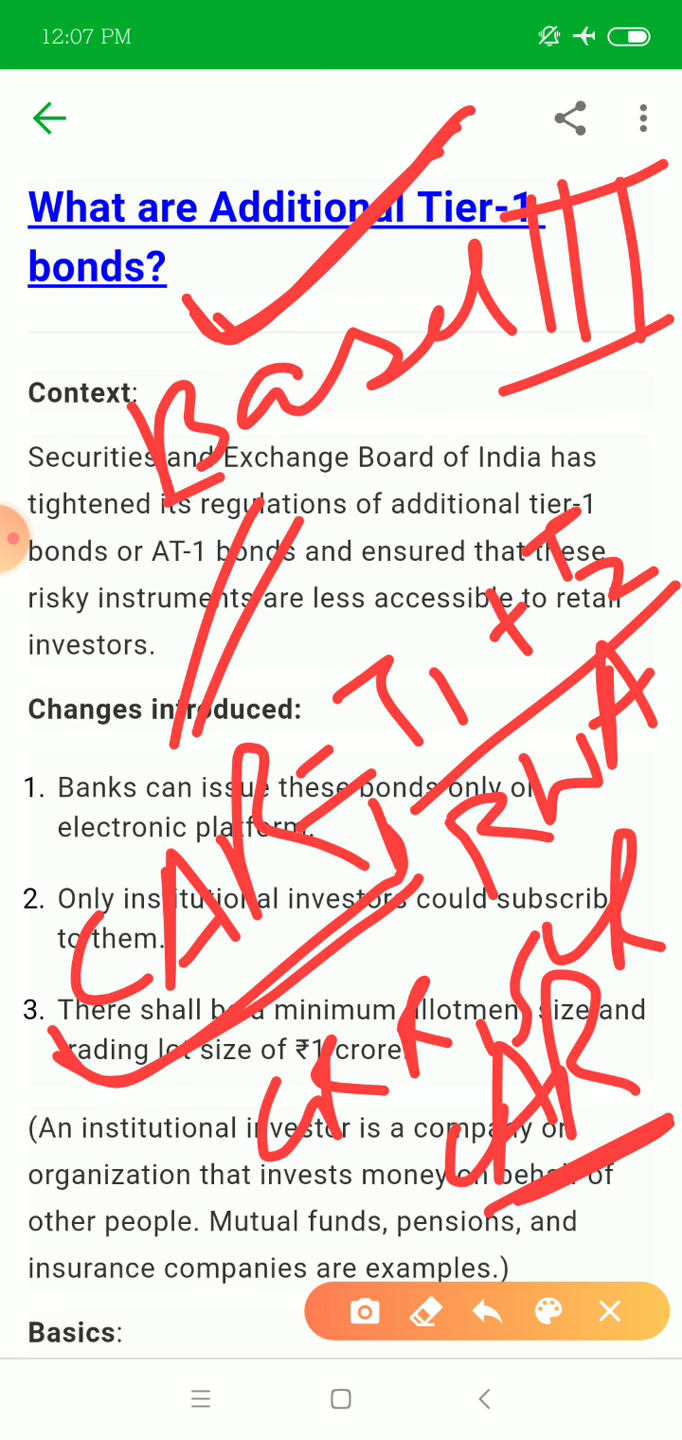 12:07 PM
What are Additional Tier-1
bonds?
Basel III
Context:
Securities and Exchange Board of India has
tightened its regulations of additional tier-1
bonds or AT-1 bonds and ensured that these
risky instruments are less accessible to retail
investors.
Changes introduced:
CAR = T1 + T2
RWA
1. Banks can issue these bonds only on
electronic platform.
2. Only institutional investors could subscribe
to them.
3. There shall be a minimum allotment size and
trading lot size of ₹1 crore.
CAR
(An institutional investor is a company or
organization that invests money on behalf of
other people. Mutual funds, pensions, and
insurance companies are examples.)
Basics: